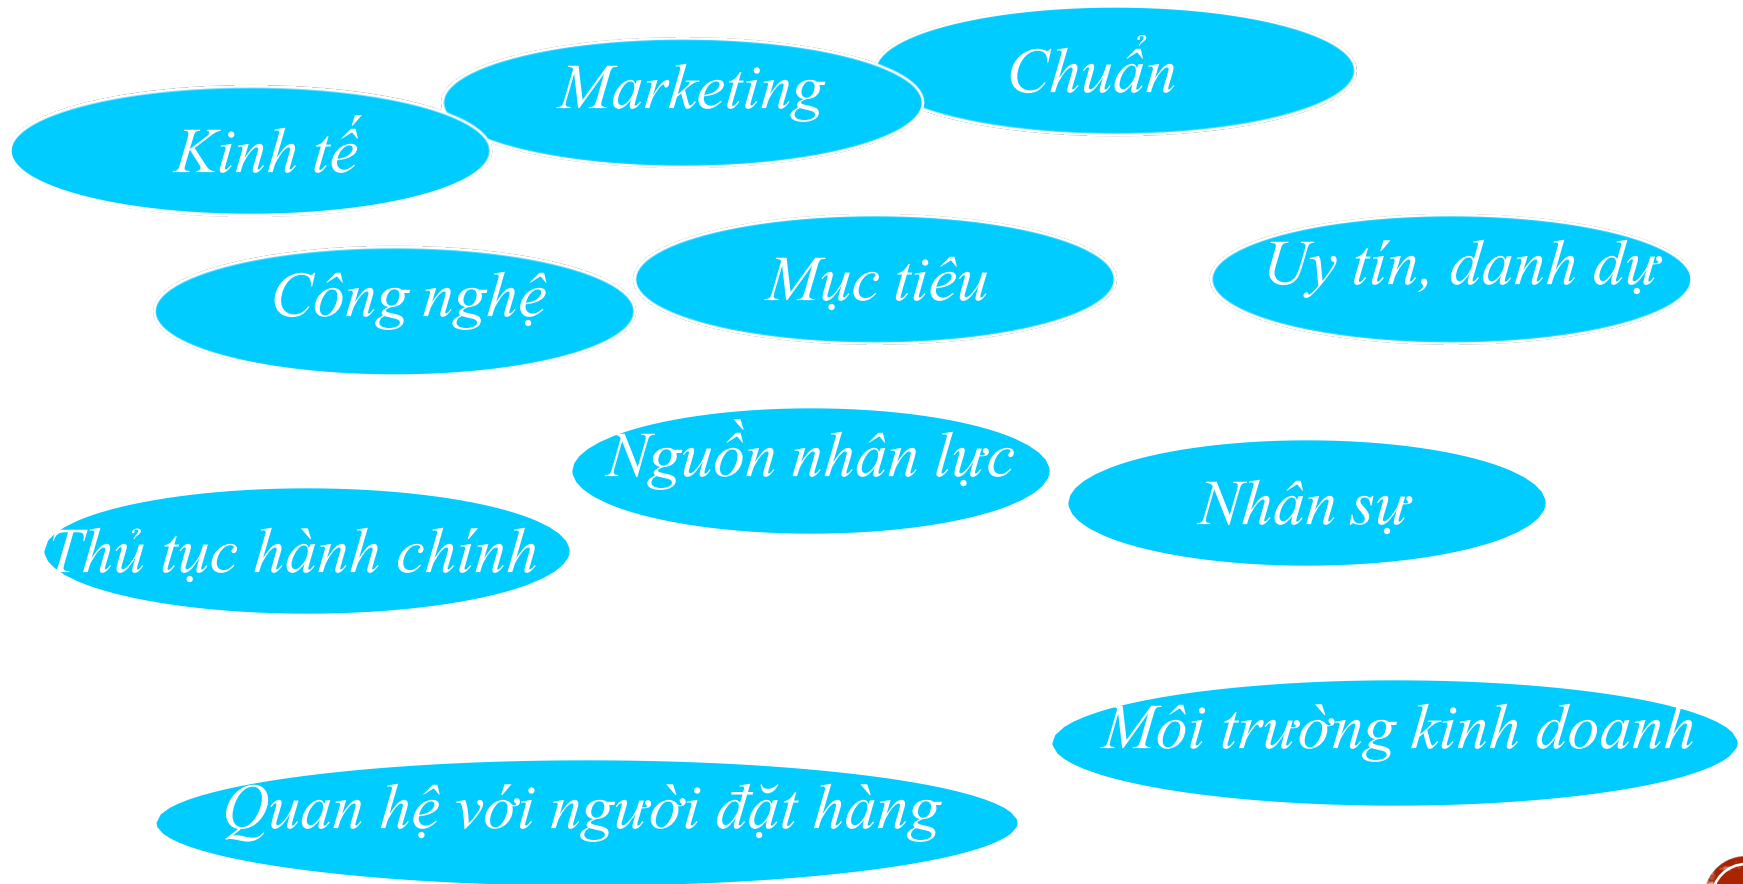 Chuẩn
Marketing
Kinh tế
Công nghệ
Mục tiêu
Uy tín, danh dự
Nguồn nhân lực
Nhân sự
Thủ tục hành chính
Môi trường kinh doanh
Quan hệ với người đặt hàng